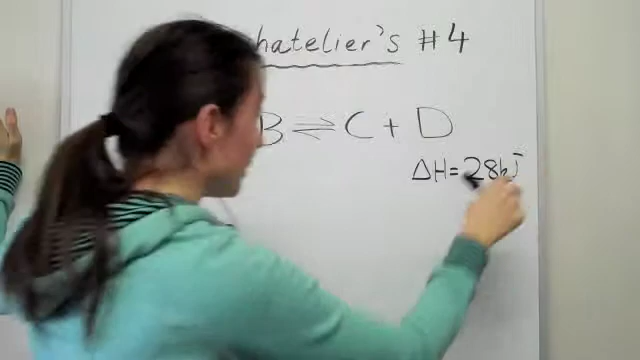 hatelier's #4
B ⇌ C + D
ΔH = 28kJ